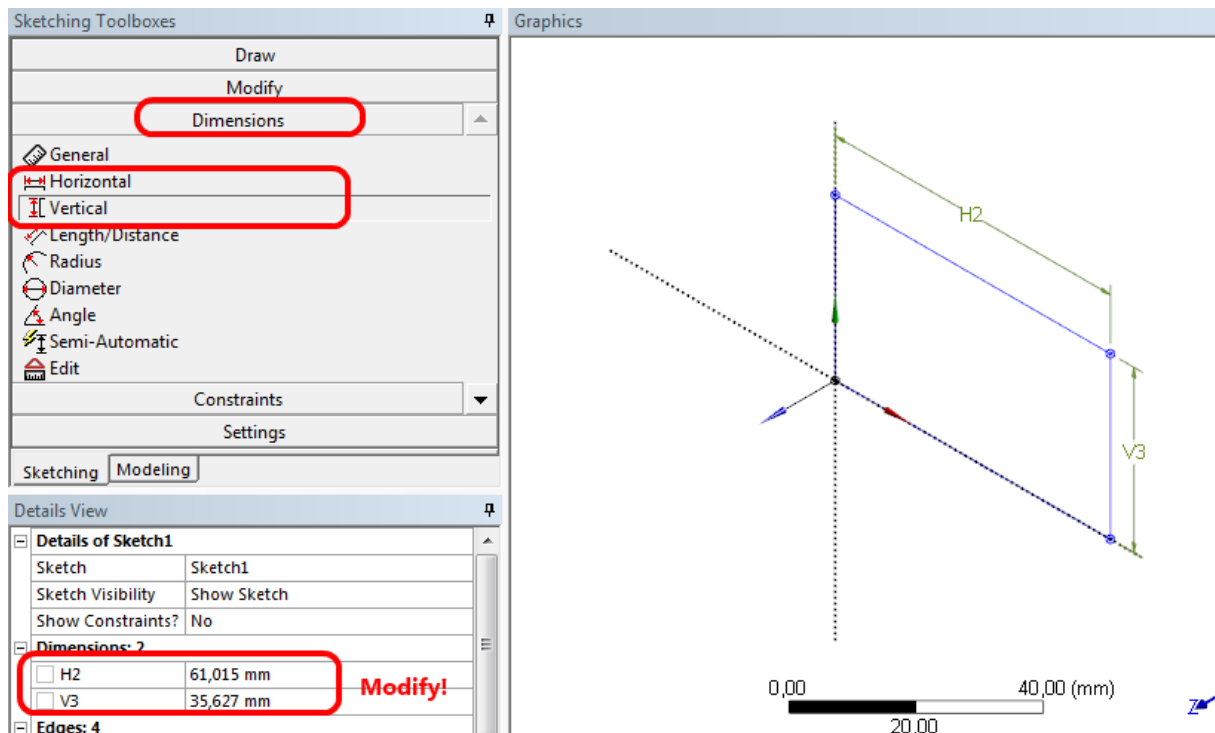 Sketching Toolboxes
Draw
Modify
Dimensions
General
Horizontal
Vertical
Length/Distance
Radius
Diameter
Angle
Semi-Automatic
Edit
Constraints
Settings
Sketching Modeling
Details View
Details of Sketch1
Sketch Sketch1
Sketch Visibility Show Sketch
Show Constraints? No
Dimensions: 2
H2 61,015 mm
V3 35,627 mm
Modify!
Edges: 4
Graphics
H2
V3
0,00 40,00 (mm)
20,00
Z